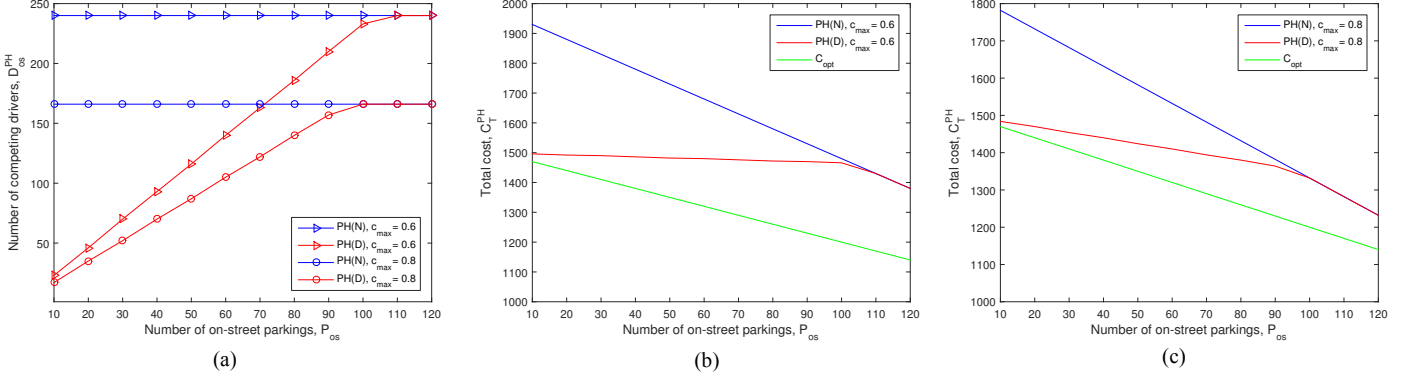 250
200
150
100
50
10 20 30 40 50 60 70 80 90 100 110 120
Number of competing drivers, D_os^PH
Number of on-street parkings, P_os
PH(N), c_max = 0.6
PH(D), c_max = 0.6
PH(N), c_max = 0.8
PH(D), c_max = 0.8
(a)
2000
1900
1800
1700
1600
1500
1400
1300
1200
1100
1000
10 20 30 40 50 60 70 80 90 100 110 120
Total cost, C_T^PH
Number of on-street parkings, P_os
PH(N), c_max = 0.6
PH(D), c_max = 0.6
C_opt
(b)
1800
1700
1600
1500
1400
1300
1200
1100
1000
10 20 30 40 50 60 70 80 90 100 110 120
Total cost, C_T^PH
Number of on-street parkings, P_os
PH(N), c_max = 0.8
PH(D), c_max = 0.8
C_opt
(c)